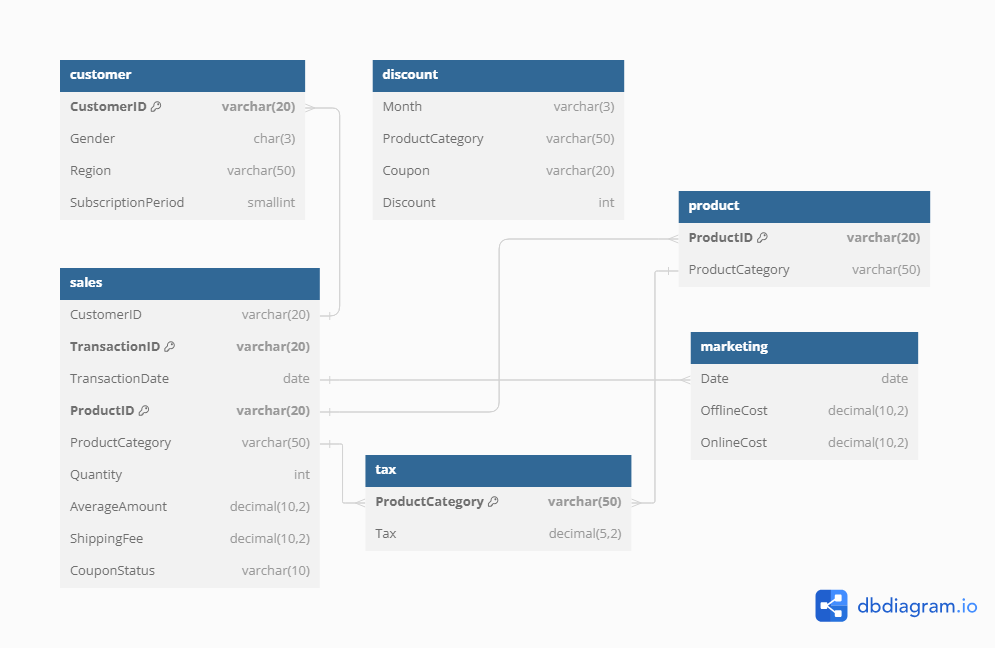 customer
CustomerID varchar(20)
Gender char(3)
Region varchar(50)
SubscriptionPeriod smallint
discount
Month varchar(3)
ProductCategory varchar(50)
Coupon varchar(20)
Discount int
product
ProductID varchar(20)
ProductCategory varchar(50)
sales
CustomerID varchar(20)
TransactionID varchar(20)
TransactionDate date
ProductID varchar(20)
ProductCategory varchar(50)
Quantity int
AverageAmount decimal(10,2)
ShippingFee decimal(10,2)
CouponStatus varchar(10)
marketing
Date date
OfflineCost decimal(10,2)
OnlineCost decimal(10,2)
tax
ProductCategory varchar(50)
Tax decimal(5,2)
dbdiagram.io